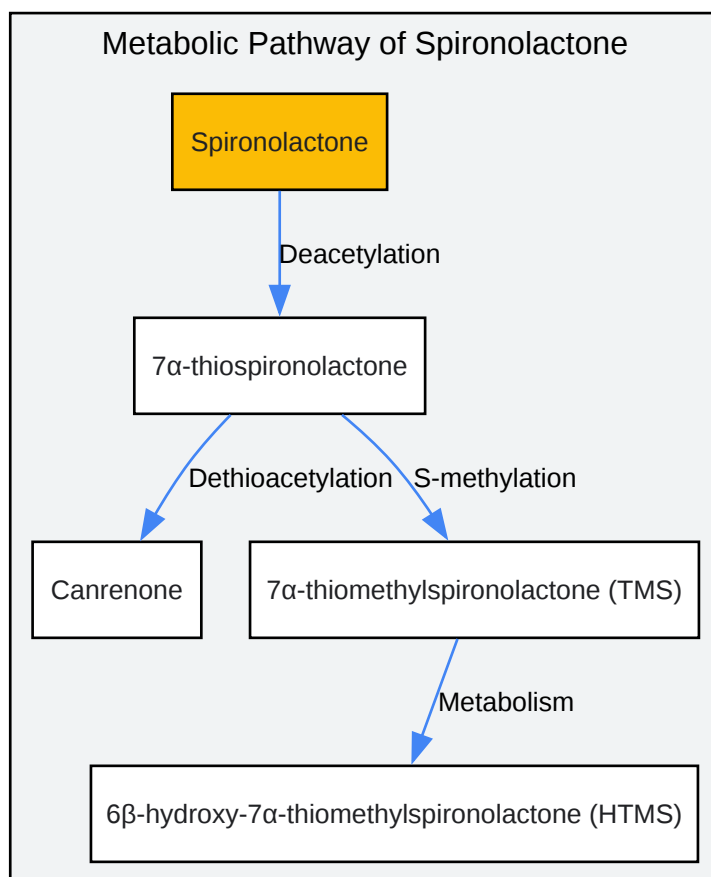 Metabolic Pathway of Spironolactone
Spironolactone
Deacetylation
7α-thiospironolactone
Dethioacetylation
S-methylation
Canrenone
7α-thiomethylspironolactone (TMS)
Metabolism
6β-hydroxy-7α-thiomethylspironolactone (HTMS)